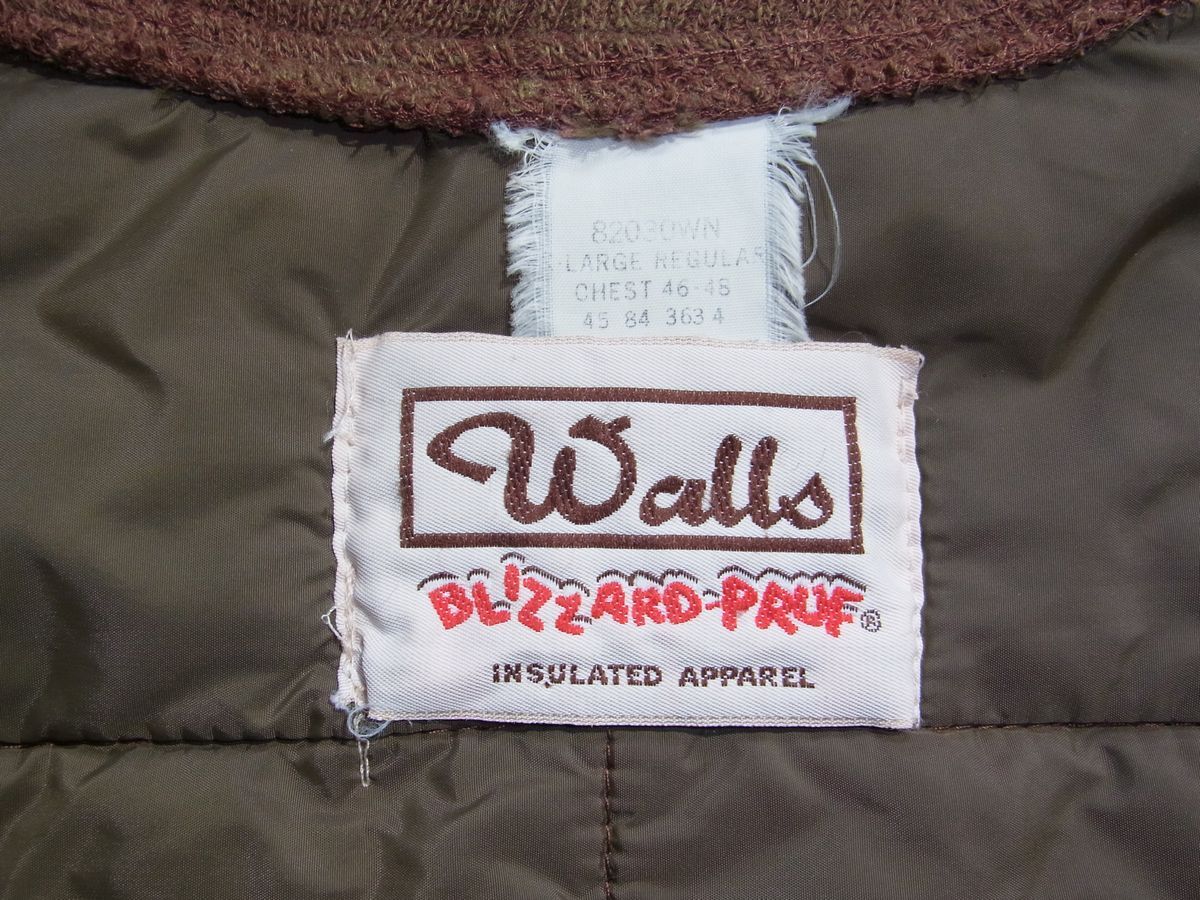 82030WN
LARGE REGULAR
CHEST 46-48
45 84 363 4
Walls
BLIZZARD-PRUF®
INSULATED APPAREL